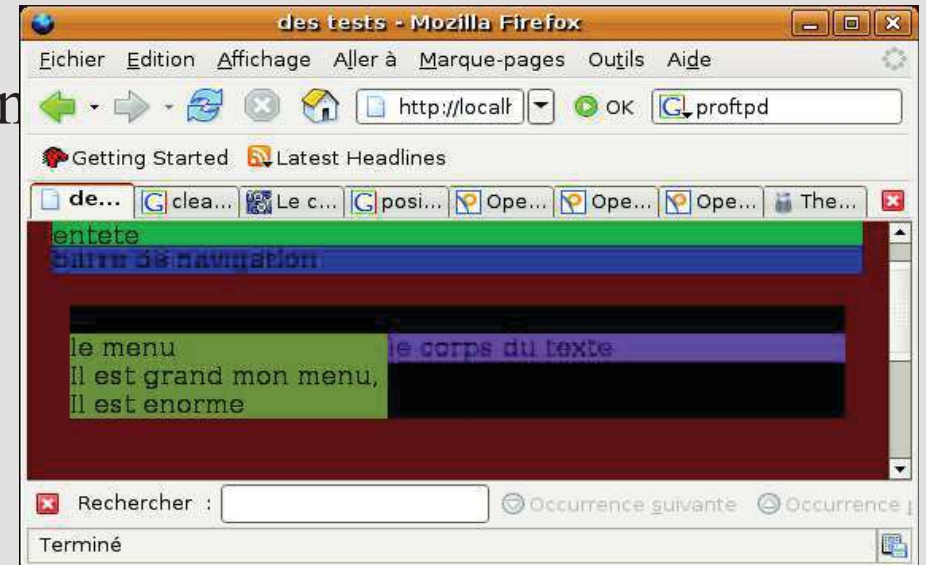 des tests - Mozilla Firefox
Fichier Edition Affichage Aller à Marque-pages Outils Aide
n
http://localh OK G proftpd
Getting Started Latest Headlines
de... G clea... Le c... G posi... Ope... Ope... Ope... The...
entete
barre de navigation
le menu le corps du texte
Il est grand mon menu,
Il est enorme
Rechercher : Occurrence suivante Occurrence
Terminé